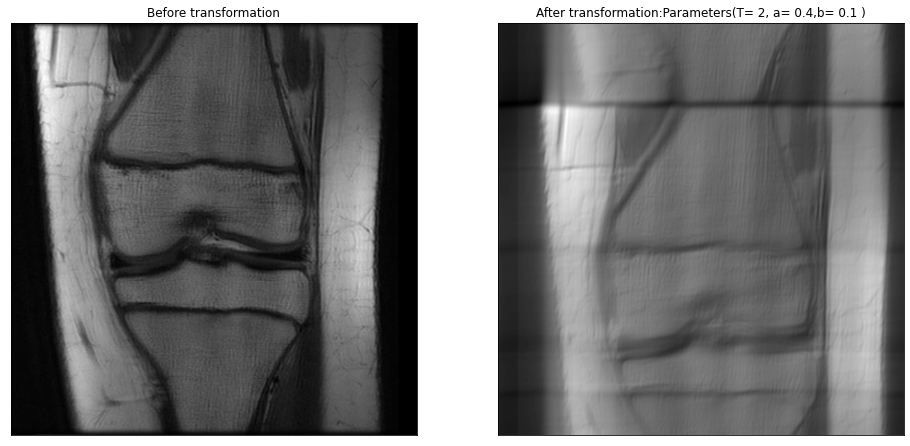 Before transformation
After transformation:Parameters(T= 2, a= 0.4,b= 0.1 )